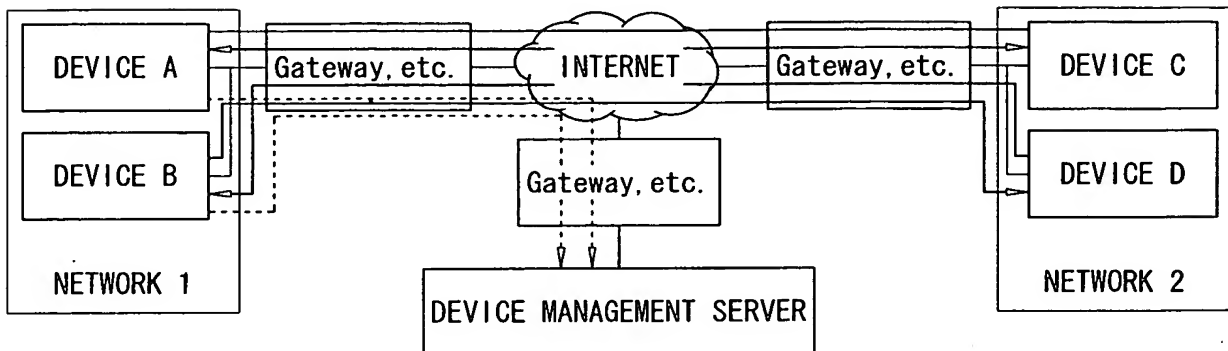 DEVICE A
Gateway, etc.
INTERNET
Gateway, etc.
DEVICE C
DEVICE B
Gateway, etc.
DEVICE D
NETWORK 1
DEVICE MANAGEMENT SERVER
NETWORK 2